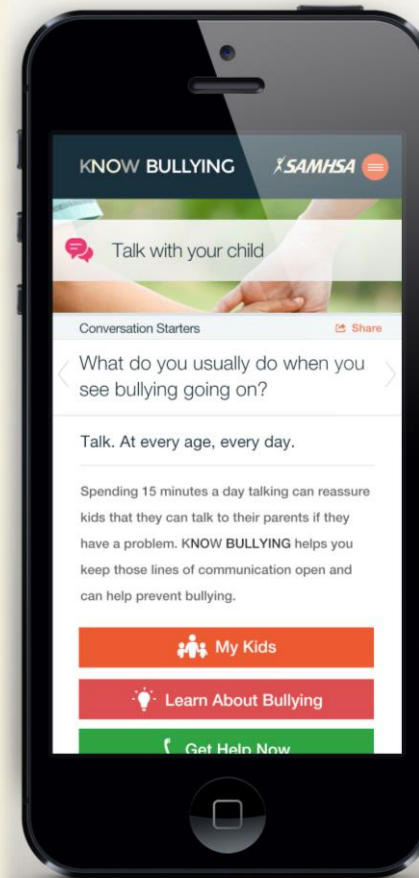 KNOW BULLYING SAMHSA
Talk with your child
Conversation Starters Share
What do you usually do when you
see bullying going on?
Talk. At every age, every day.
Spending 15 minutes a day talking can reassure
kids that they can talk to their parents if they
have a problem. KNOW BULLYING helps you
keep those lines of communication open and
can help prevent bullying.
My Kids
Learn About Bullying
Get Help Now